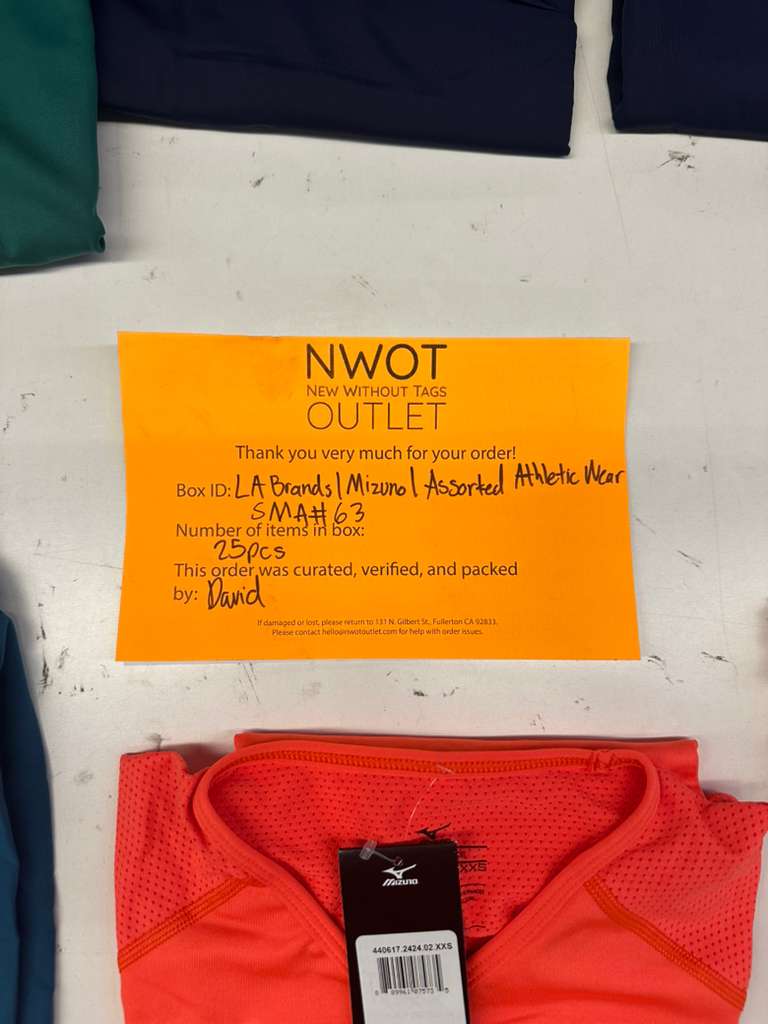 NWOT
NEW WITHOUT TAGS
OUTLET
Thank you very much for your order!
Box ID: LA Brands | Mizuno | Assorted Athletic Wear
SMA# 63
Number of items in box:
25pcs
This order was curated, verified, and packed
by: David
If damaged or lost, please return to 131 N. Gilbert St., Fullerton CA 92833.
Please contact hello@nwotoutlet.com for help with order issues.
XXS
MIZUNO
440617.2424.02.XXS